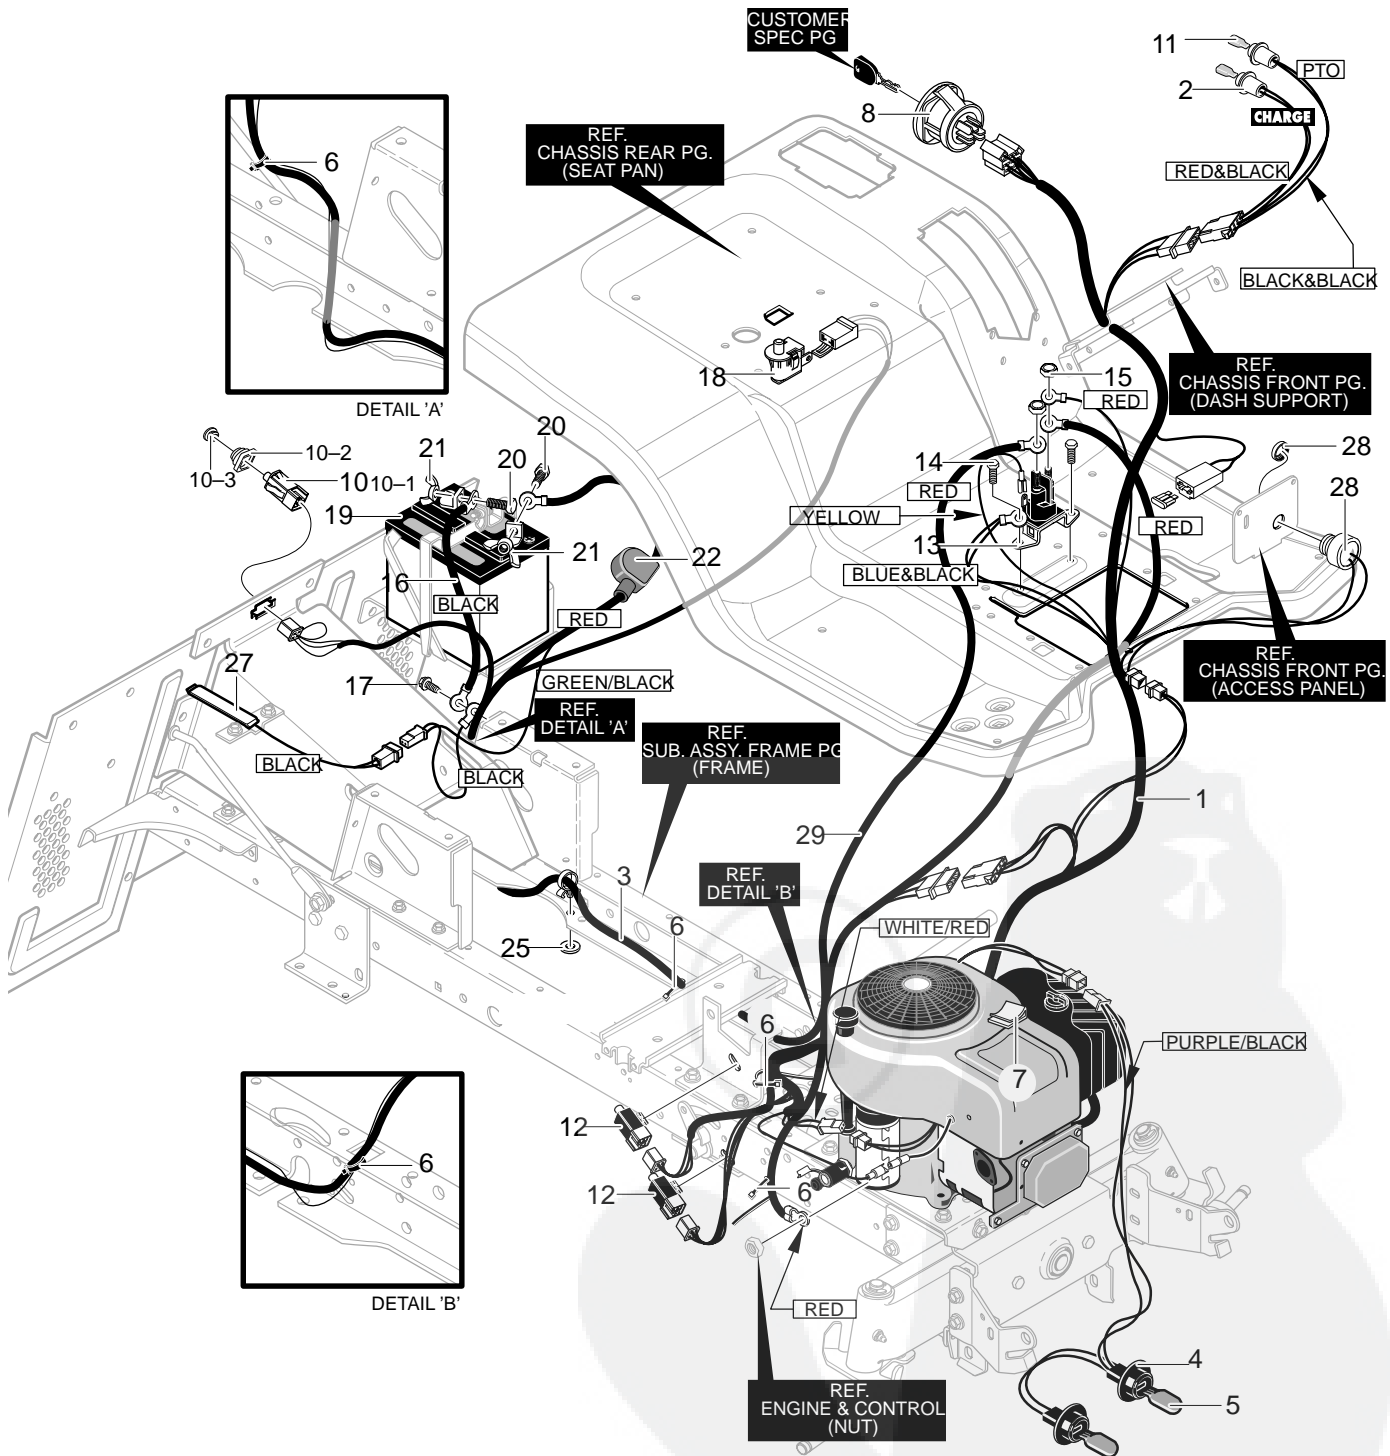 CUSTOMER
SPEC PG
11
2
PTO
CHARGE
8
RED&BLACK
BLACK&BLACK
6
REF.
CHASSIS REAR PG.
(SEAT PAN)
DETAIL 'A'
18
15
RED
REF.
CHASSIS FRONT PG.
(DASH SUPPORT)
10–3
10–2
10
10–1
21
20
20
19
14
RED
YELLOW
RED
28
28
21
22
13
16
BLACK
RED
BLUE&BLACK
27
17
GREEN/BLACK
REF.
DETAIL 'A'
REF.
SUB. ASSY. FRAME PG
(FRAME)
REF.
CHASSIS FRONT PG.
(ACCESS PANEL)
BLACK
BLACK
1
29
3
REF.
DETAIL 'B'
25
6
WHITE/RED
6
7
PURPLE/BLACK
12
6
12
6
DETAIL 'B'
RED
4
5
REF.
ENGINE & CONTROL
(NUT)